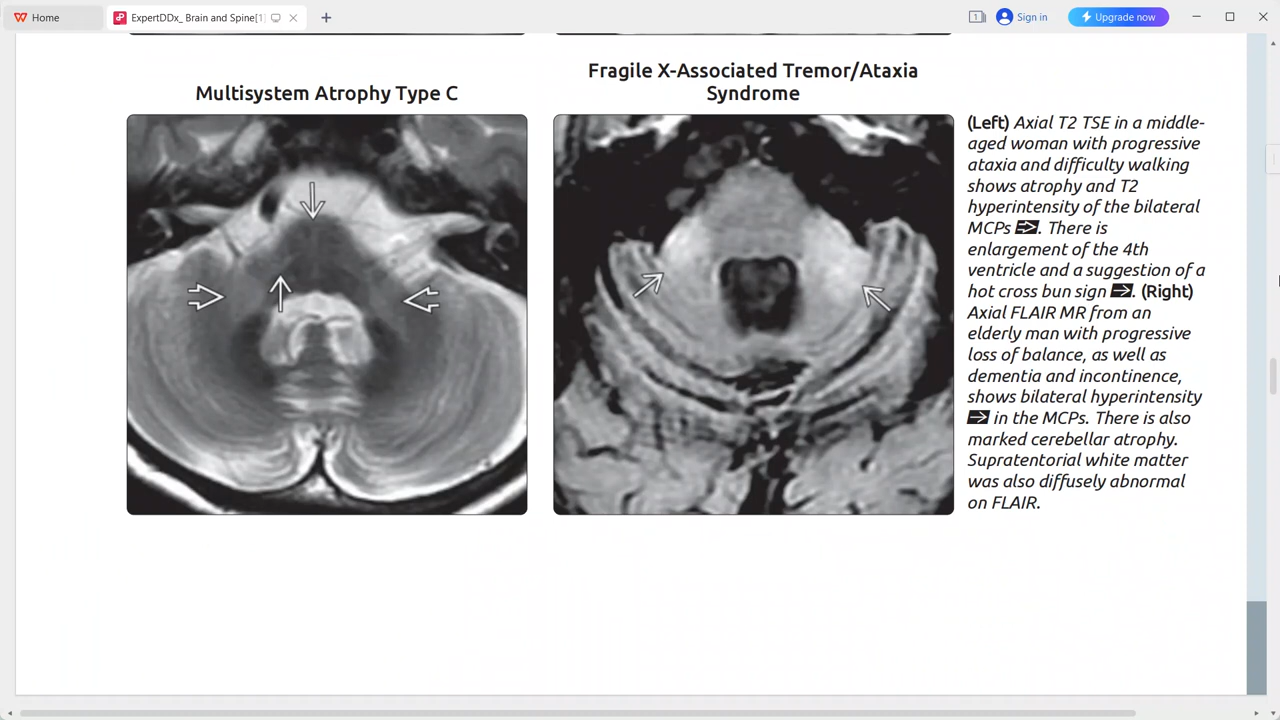 Home
ExpertDDx_ Brain and Spine[1]
1
Sign in
Upgrade now
Multisystem Atrophy Type C
Fragile X-Associated Tremor/Ataxia
Syndrome
(Left) Axial T2 TSE in a middle-
aged woman with progressive
ataxia and difficulty walking
shows atrophy and T2
hyperintensity of the bilateral
MCPs. There is
enlargement of the 4th
ventricle and a suggestion of a
hot cross bun sign. (Right)
Axial FLAIR MR from an
elderly man with progressive
loss of balance, as well as
dementia and incontinence,
shows bilateral hyperintensity
in the MCPs. There is also
marked cerebellar atrophy.
Supratentorial white matter
was also diffusely abnormal
on FLAIR.